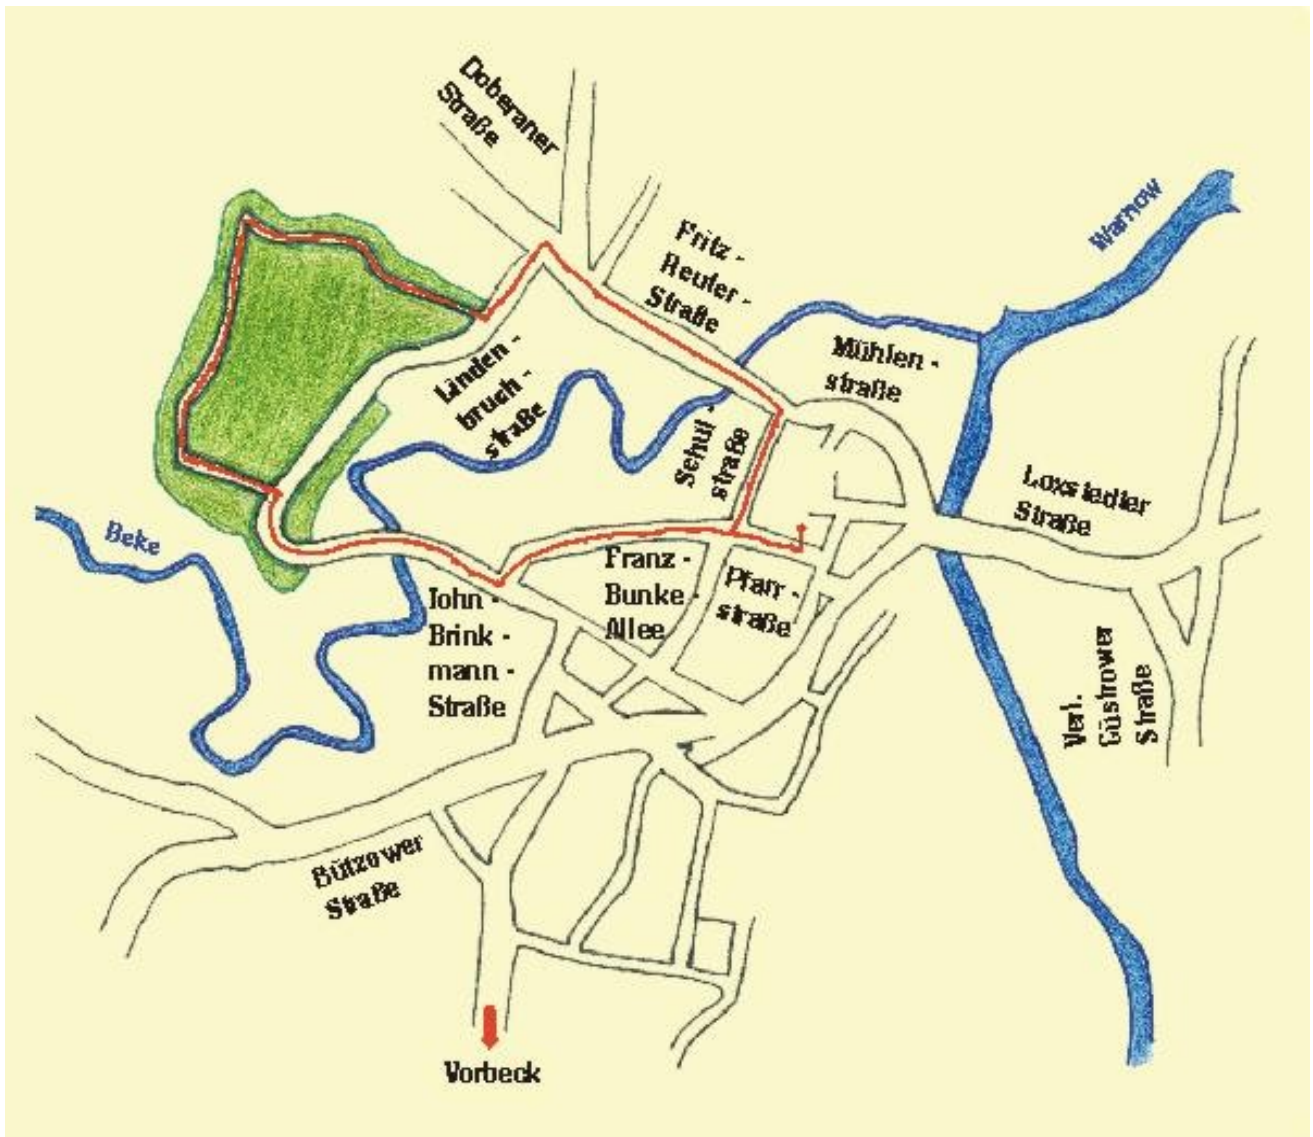 Doberaner
Straße
Warnow
Fritz -
Reuter -
Straße
Mühlen -
straße
Linden -
bruch -
straße
Schul -
straße
Loxstedter
Straße
Beke
Franz -
Bunke -
Allee
Pfarr -
straße
John -
Brink -
mann -
Straße
Verl.
Güstrower
Straße
Bützower
Straße
Vorbeck